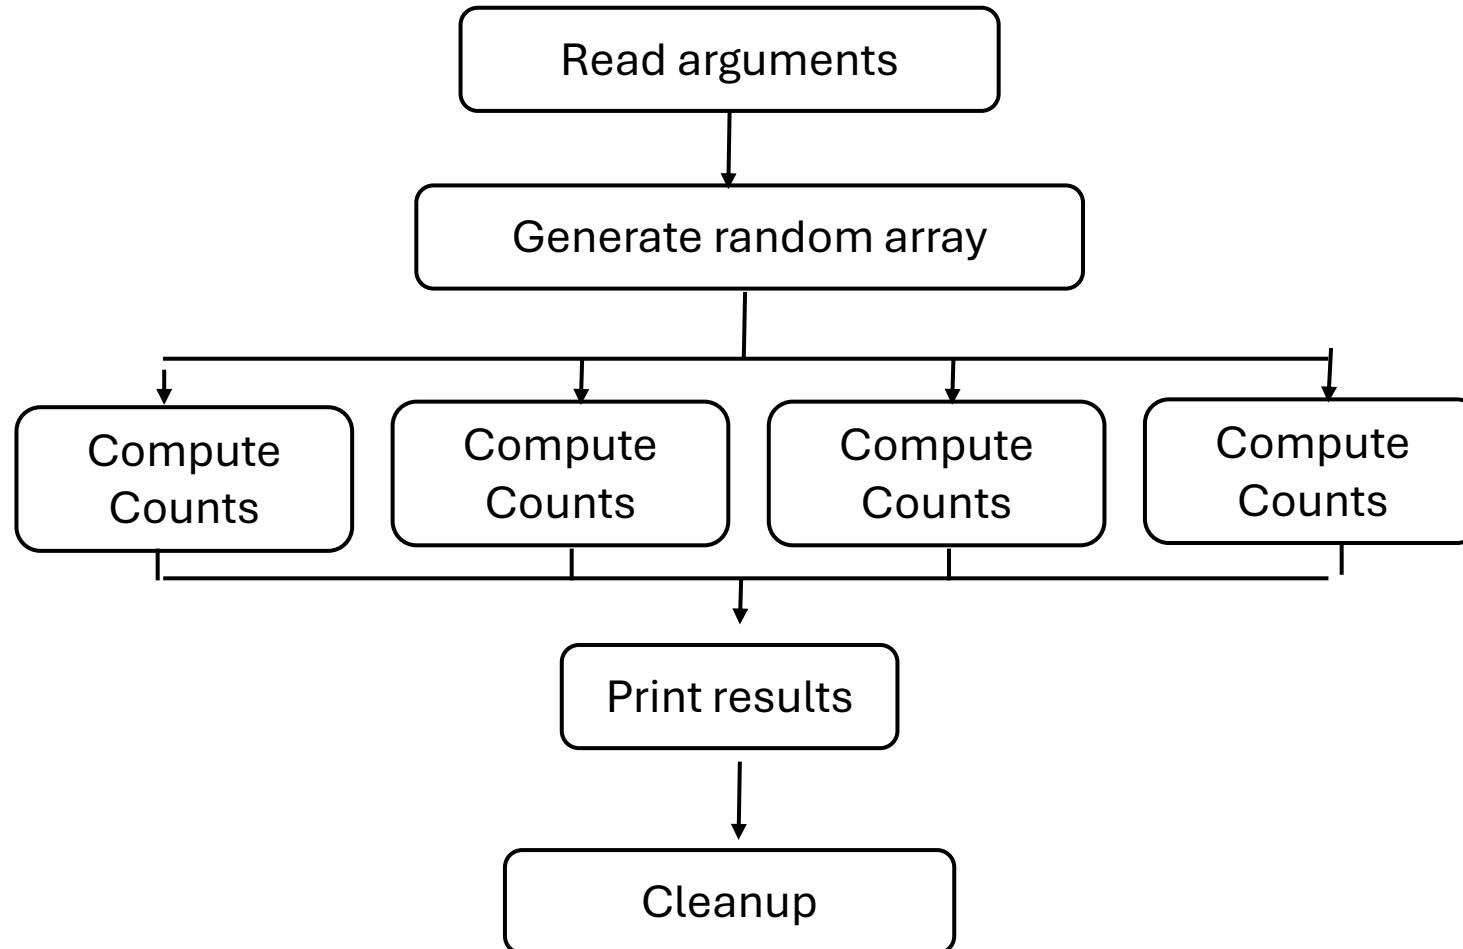 Read arguments
Generate random array
Compute
Counts
Compute
Counts
Compute
Counts
Compute
Counts
Print results
Cleanup